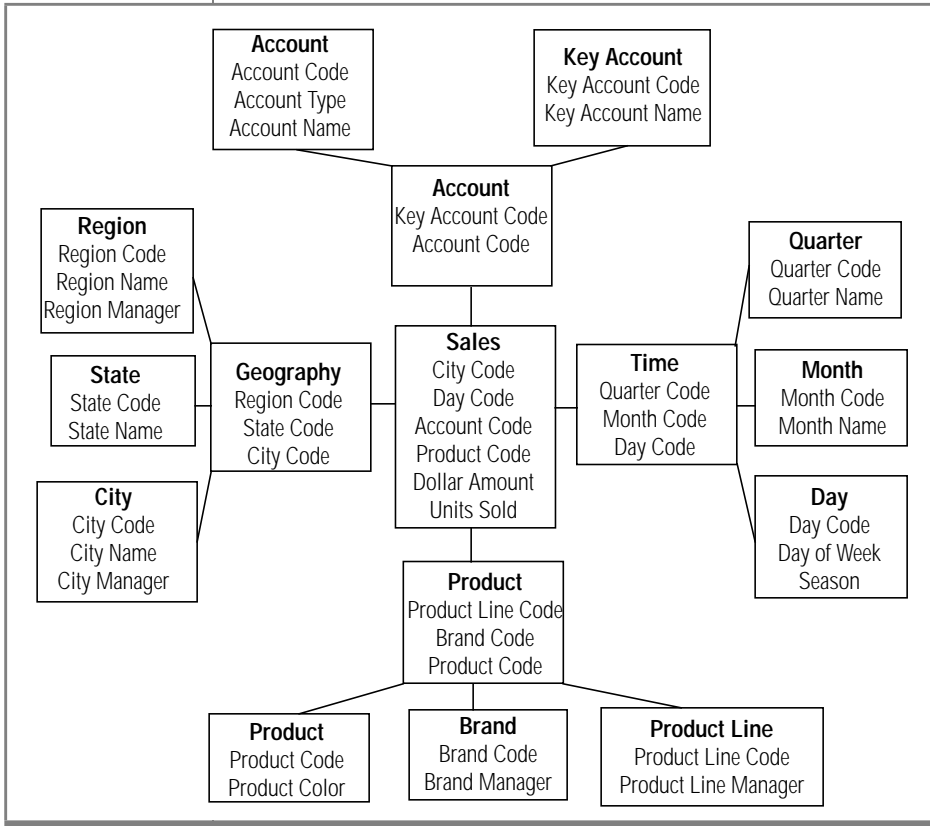 Account
Account Code
Account Type
Account Name
Key Account
Key Account Code
Key Account Name
Account
Key Account Code
Account Code
Region
Region Code
Region Name
Region Manager
Quarter
Quarter Code
Quarter Name
State
State Code
State Name
Geography
Region Code
State Code
City Code
Sales
City Code
Day Code
Account Code
Product Code
Dollar Amount
Units Sold
Time
Quarter Code
Month Code
Day Code
Month
Month Code
Month Name
City
City Code
City Name
City Manager
Day
Day Code
Day of Week
Season
Product
Product Line Code
Brand Code
Product Code
Product
Product Code
Product Color
Brand
Brand Code
Brand Manager
Product Line
Product Line Code
Product Line Manager